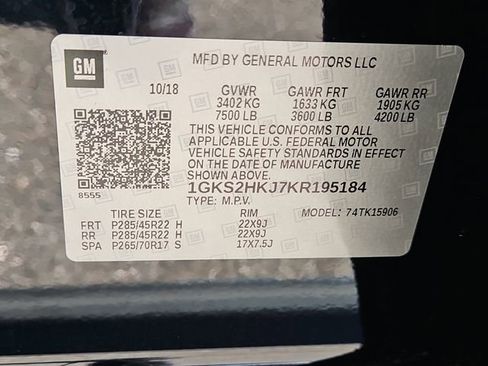 GM
MFD BY GENERAL MOTORS LLC
10/18 GVWR GAWR FRT GAWR RR
3402 KG 1633 KG 1905 KG
7500 LB 3600 LB 4200 LB
THIS VEHICLE CONFORMS TO ALL
APPLICABLE U.S. FEDERAL MOTOR
VEHICLE SAFETY STANDARDS IN EFFECT
ON THE DATE OF MANUFACTURE
SHOWN ABOVE.
1GKS2HKJ7KR195184
8555
TYPE: M.P.V.
TIRE SIZE RIM MODEL: 74TK15906
FRT P285/45R22 H 22X9J
RR P285/45R22 H 22X9J
SPA P265/70R17 S 17X7.5J